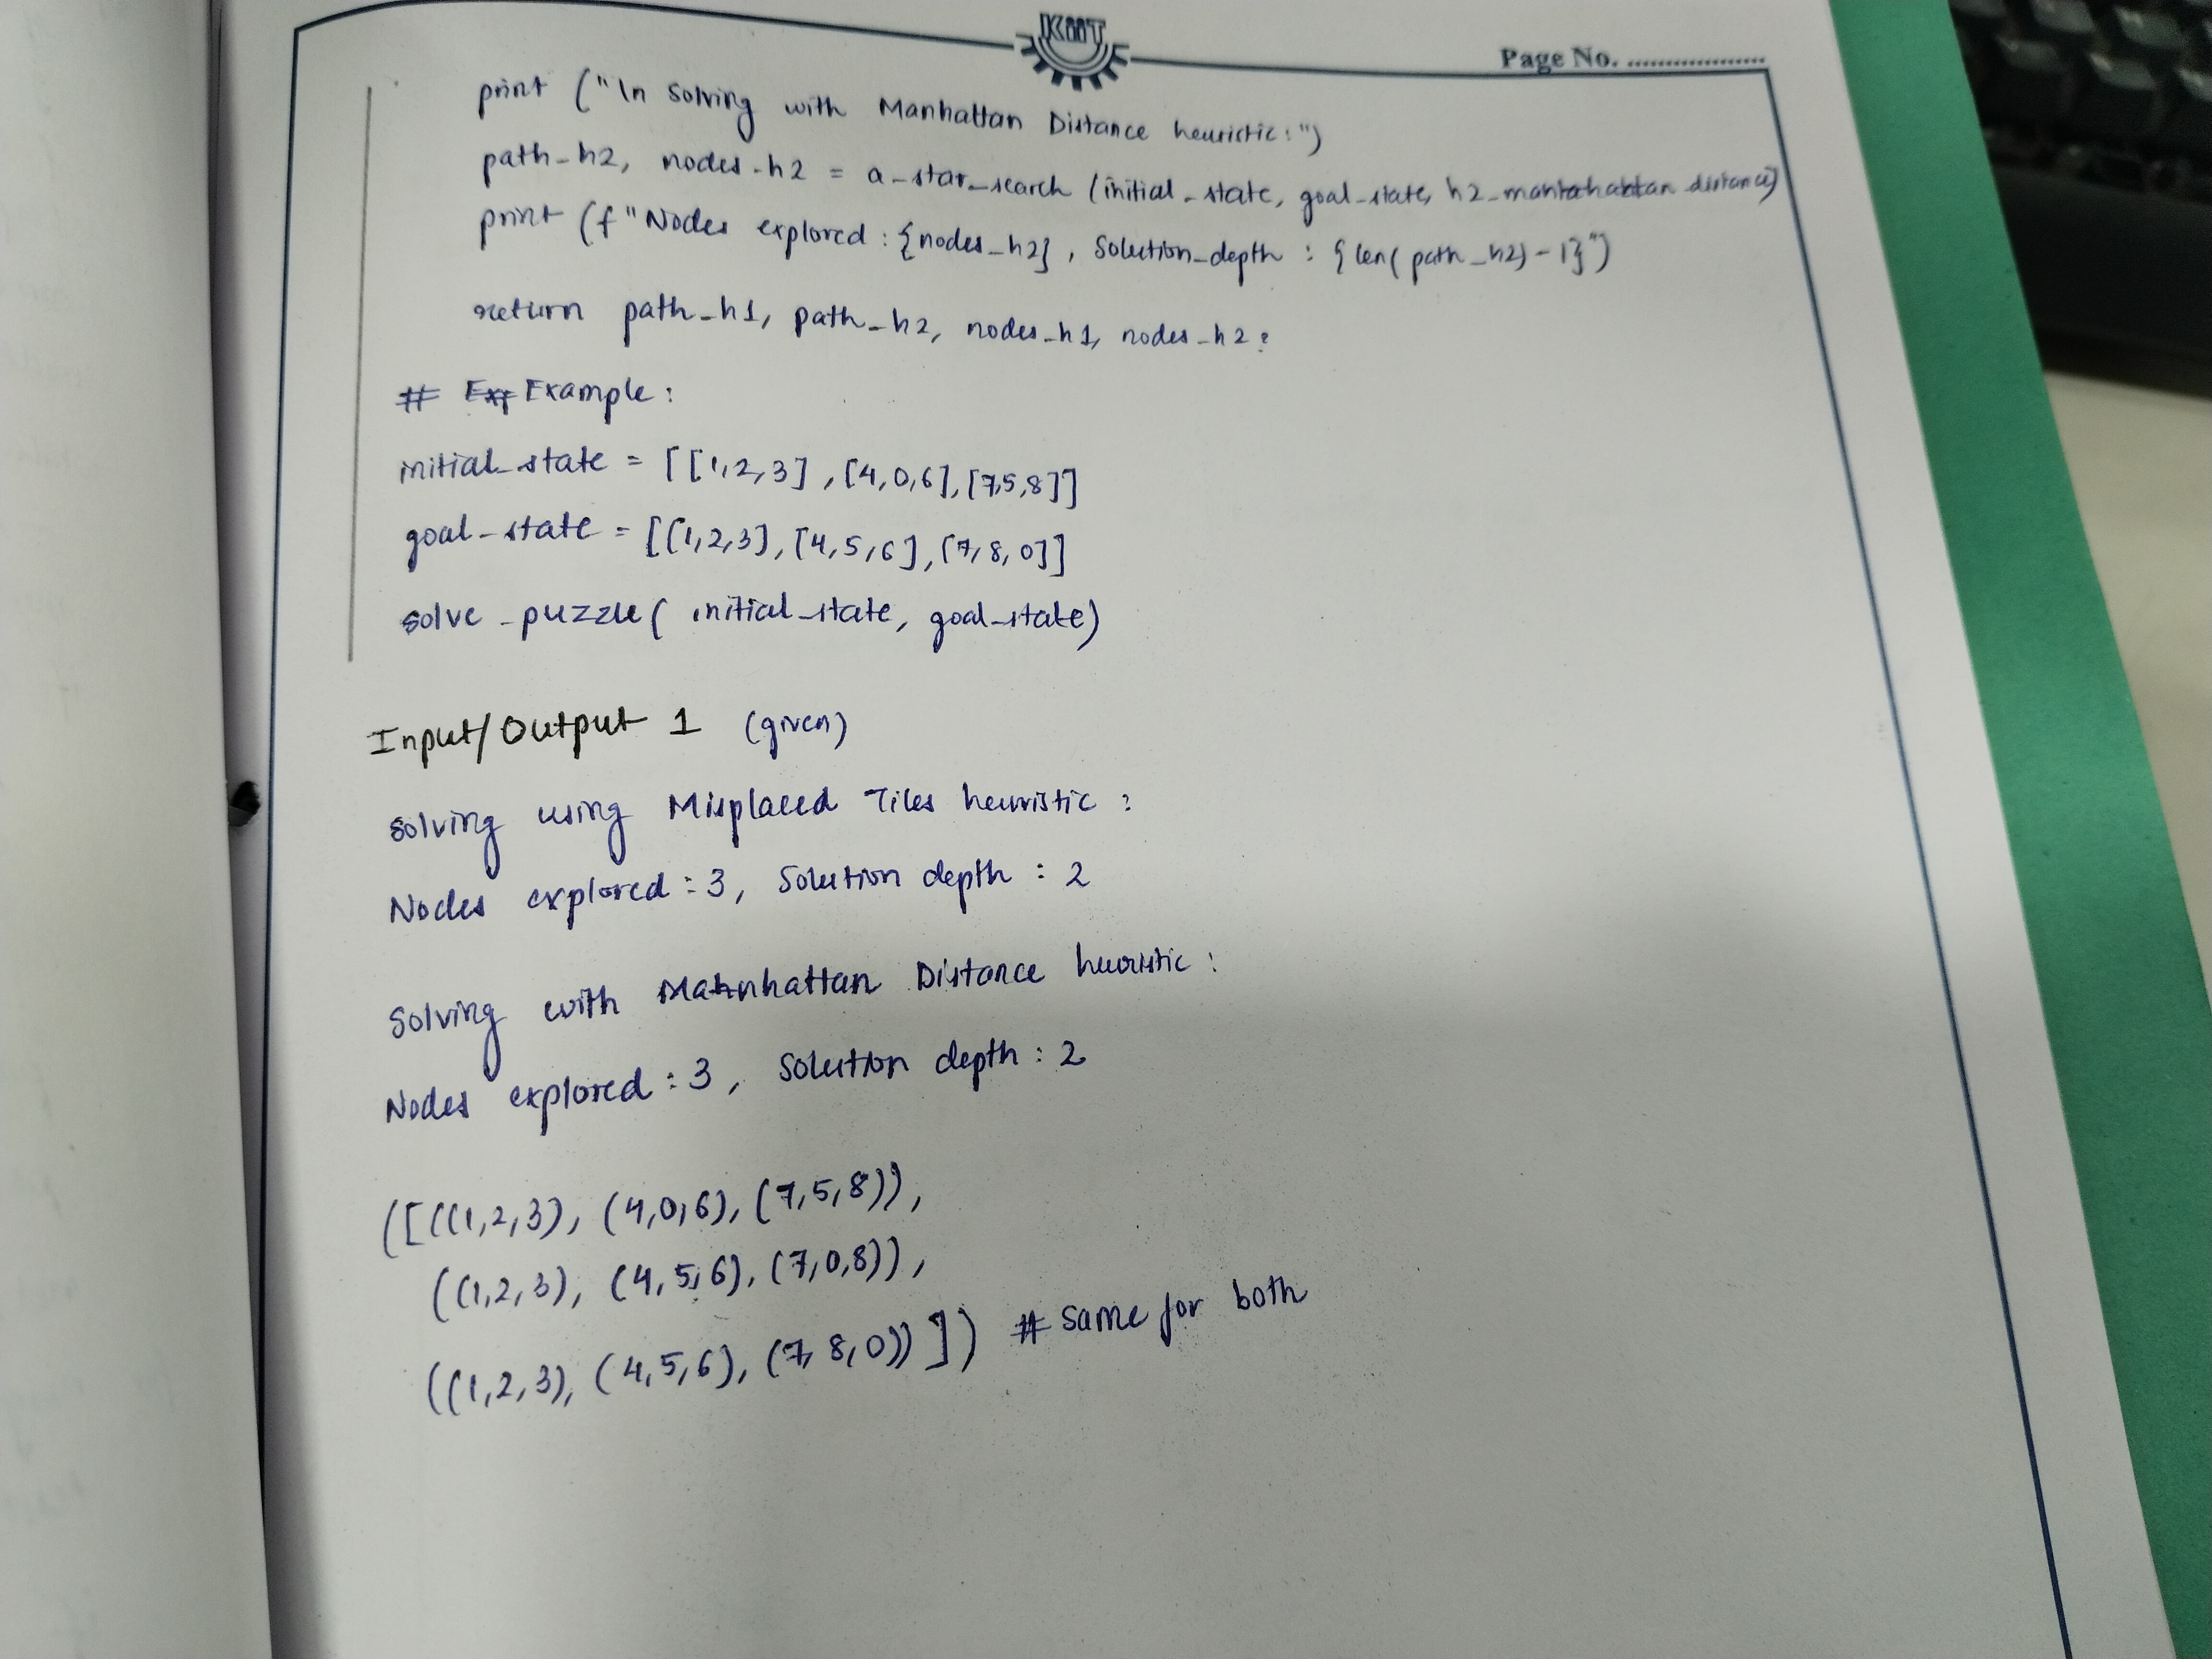 KIIT
Page No. ..................
print ("\n Solving with Manhattan Distance heuristic:")
path_h2, nodes_h2 = a_star_search (initial_state, goal_state, h2_manhattan distance)
print (f "Nodes explored : {nodes_h2}, Solution_depth : {len( path_h2) - 1}")
return path_h1, path_h2, nodes_h1, nodes_h2 :
# Exp Example :
initial_state = [[1,2,3], [4,0,6], [7,5,8]]
goal_state = [[1,2,3], [4,5,6], [7,8,0]]
solve_puzzle( initial_state, goal_state)
Input/Output 1 (given)
solving using Misplaced Tiles heuristic :
Nodes explored : 3, Solution depth : 2
Solving with Manhattan Distance heuristic :
Nodes explored : 3, Solution depth : 2
([((1,2,3), (4,0,6), (7,5,8)),
((1,2,3), (4,5,6), (7,0,8)),
((1,2,3), (4,5,6), (7,8,0)) ]) # same for both